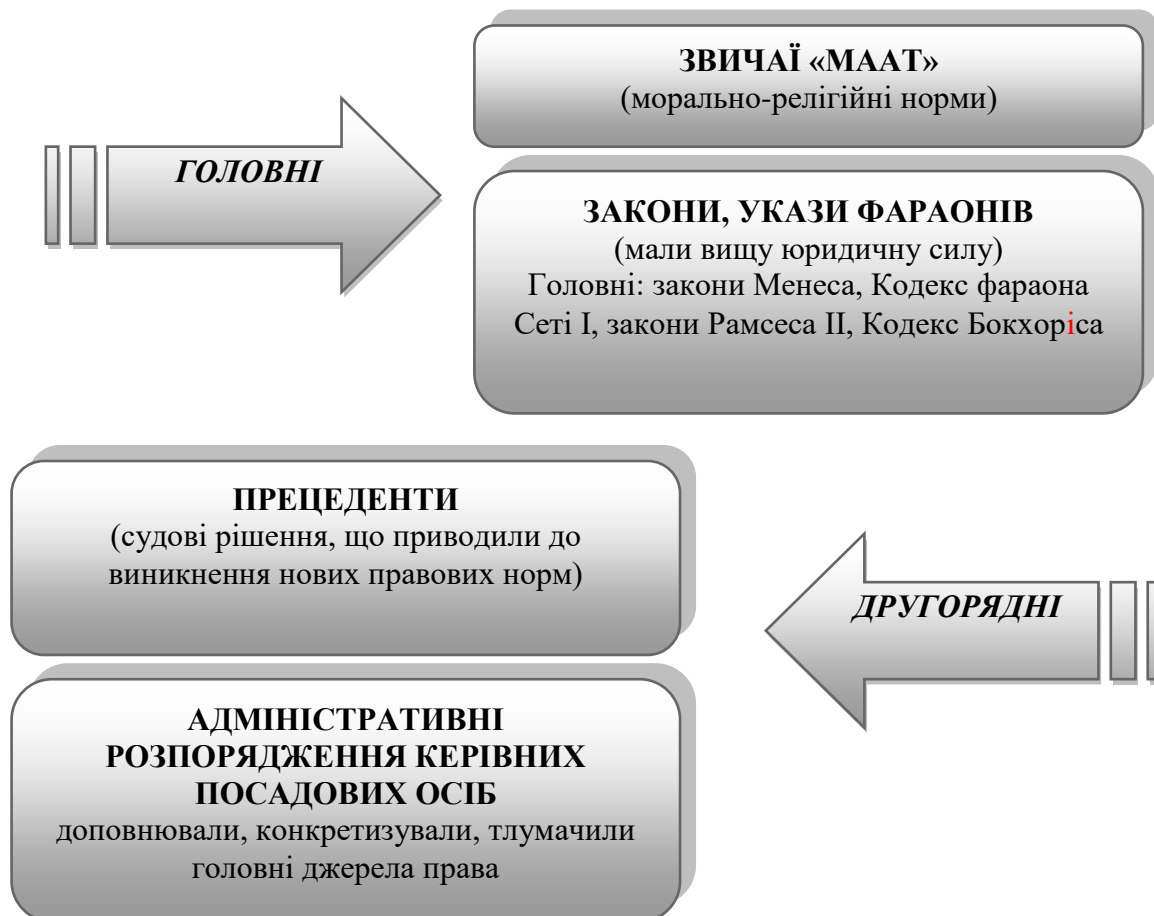 ЗВИЧАЇ «МААТ»
(морально-релігійні норми)
ГОЛОВНІ
ЗАКОНИ, УКАЗИ ФАРАОНІВ
(мали вищу юридичну силу)
Головні: закони Менеса, Кодекс фараона
Сеті І, закони Рамсеса ІІ, Кодекс Бокхоріса
ПРЕЦЕДЕНТИ
(судові рішення, що приводили до
виникнення нових правових норм)
ДРУГОРЯДНІ
АДМІНІСТРАТИВНІ
РОЗПОРЯДЖЕННЯ КЕРІВНИХ
ПОСАДОВИХ ОСІБ
доповнювали, конкретизували, тлумачили
головні джерела права